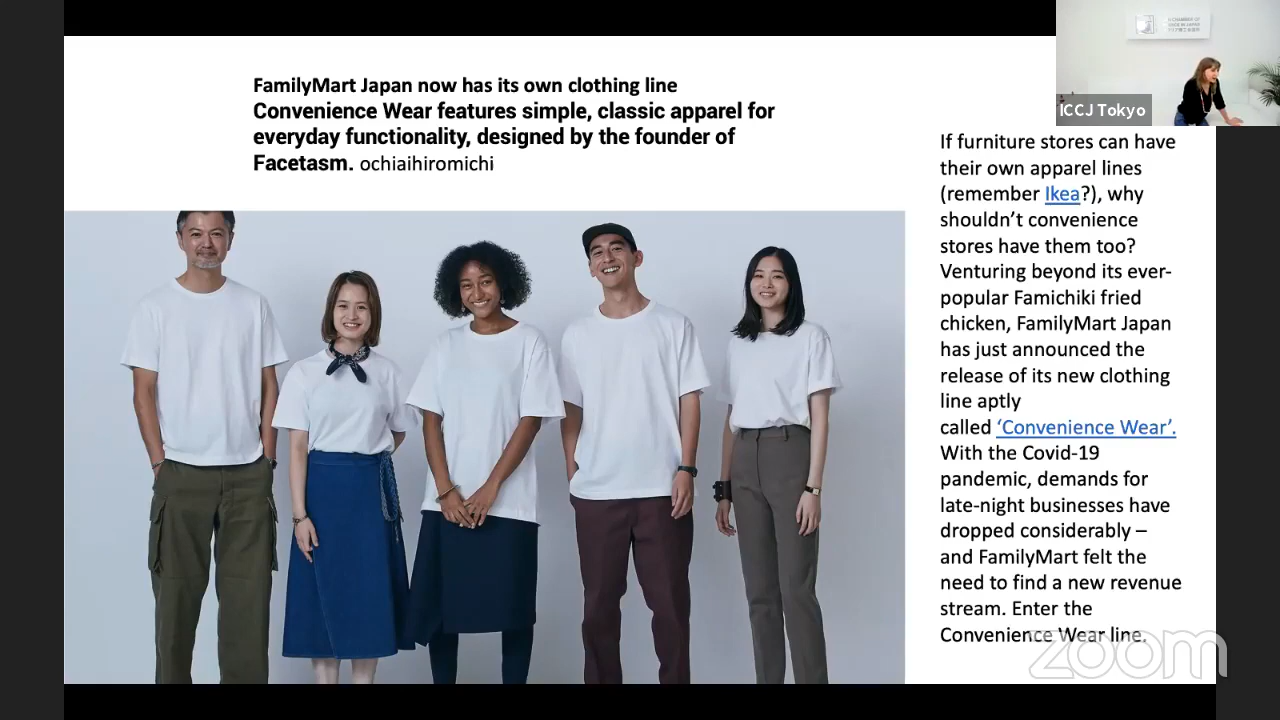 FamilyMart Japan now has its own clothing line
Convenience Wear features simple, classic apparel for
everyday functionality, designed by the founder of
Facetasm. ochiaihiromichi
ICCJ Tokyo
If furniture stores can have
their own apparel lines
(remember Ikea?), why
shouldn’t convenience
stores have them too?
Venturing beyond its ever-
popular Famichiki fried
chicken, FamilyMart Japan
has just announced the
release of its new clothing
line aptly
called ‘Convenience Wear’.
With the Covid-19
pandemic, demands for
late-night businesses have
dropped considerably –
and FamilyMart felt the
need to find a new revenue
stream. Enter the
Convenience Wear line.
zoom